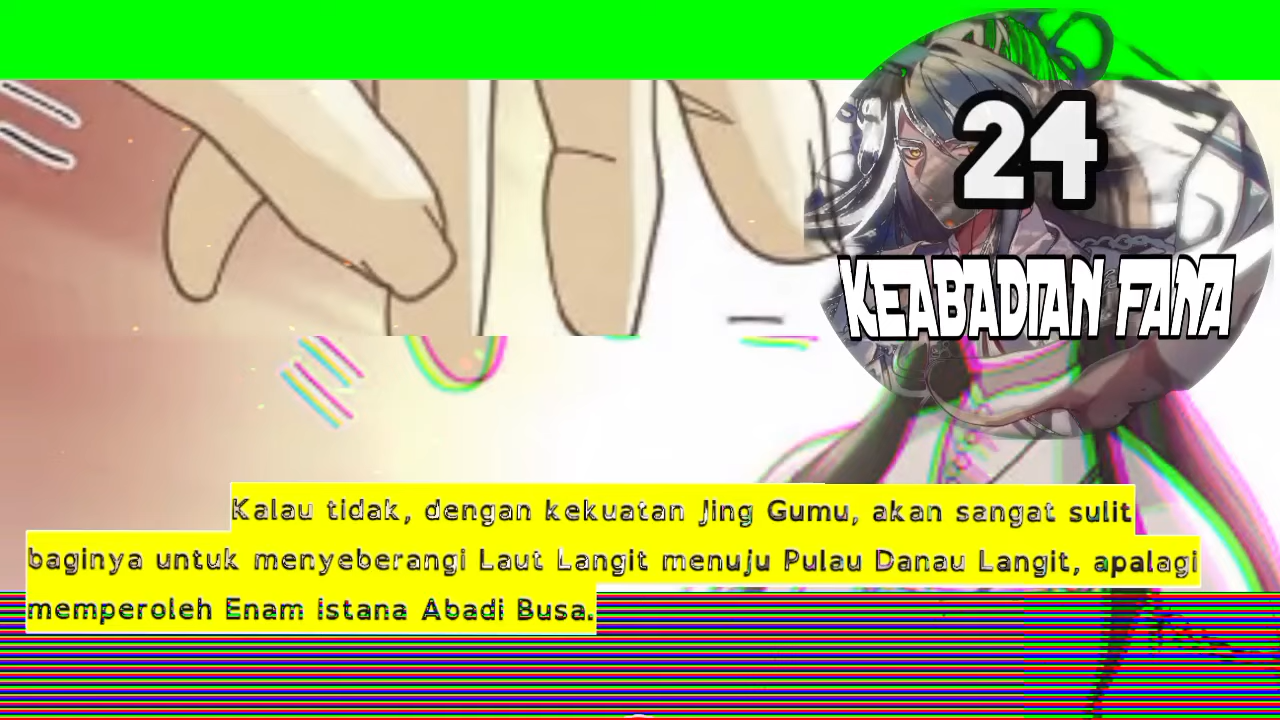 24
KEABADIAN FANA
Kalau tidak, dengan kekuatan Jing Gumu, akan sangat sulit
baginya untuk menyeberangi Laut Langit menuju Pulau Danau Langit, apalagi
memperoleh Enam Istana Abadi Busa.